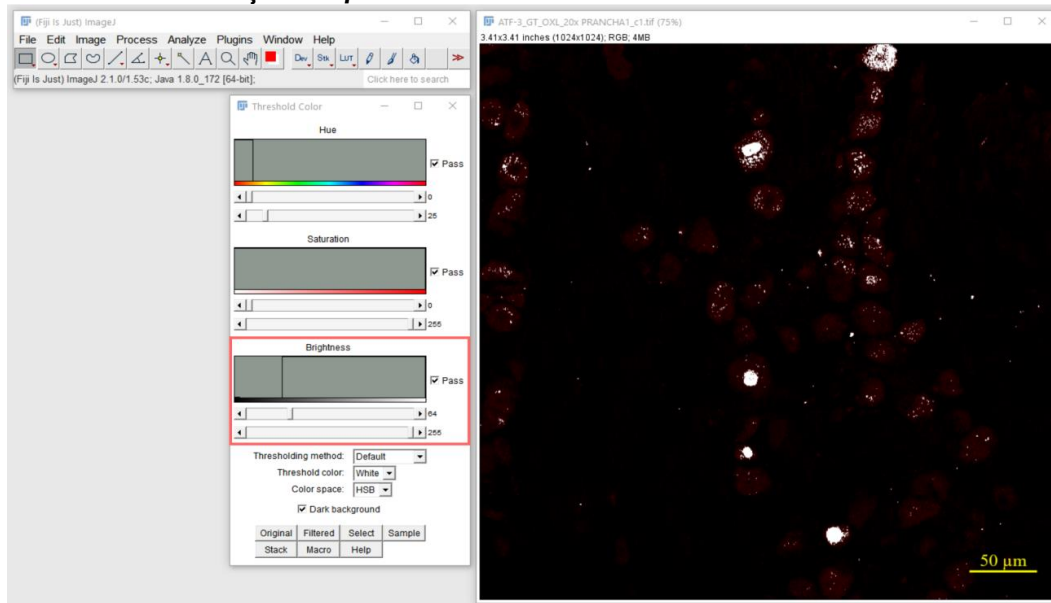 (Fiji Is Just) ImageJ
File Edit Image Process Analyze Plugins Window Help
Dev Stk LUT
(Fiji Is Just) ImageJ 2.1.0/1.53c; Java 1.8.0_172 [64-bit];
Click here to search
Threshold Color
Hue
Pass
0
25
Saturation
Pass
0
255
Brightness
Pass
64
255
Thresholding method: Default
Threshold color: White
Color space: HSB
Dark background
Original Filtered Select Sample
Stack Macro Help
ATF-3_GT_OXL_20x PRANCHA1_c1.tif (75%)
3.41x3.41 inches (1024x1024); RGB; 4MB
50 µm